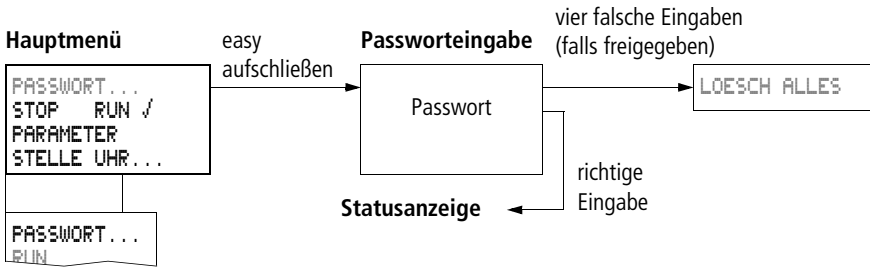 Hauptmenü
PASSWORT...
STOP RUN √
PARAMETER
STELLE UHR...
PASSWORT...
RUN
easy
aufschließen
Passworteingabe
Passwort
vier falsche Eingaben
(falls freigegeben)
LOESCH ALLES
richtige
Eingabe
Statusanzeige